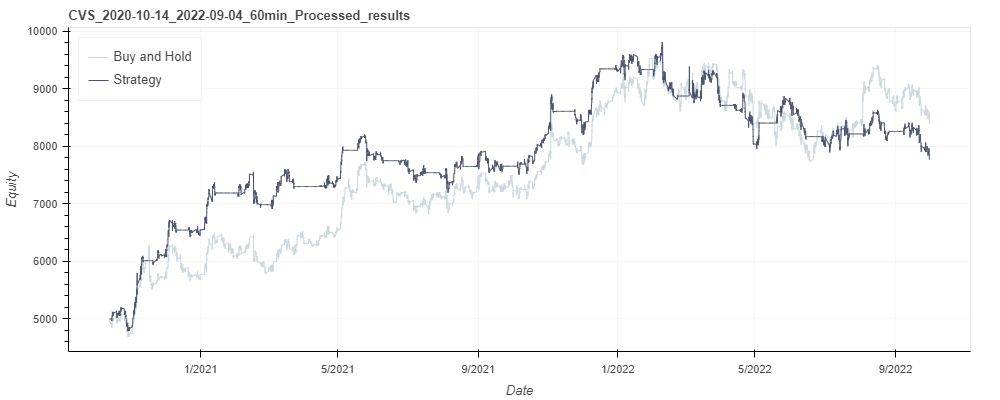 CVS_2020-10-14_2022-09-04_60min_Processed_results
Buy and Hold
Strategy
10000
9000
8000
7000
6000
5000
Equity
1/2021
5/2021
9/2021
1/2022
5/2022
9/2022
Date